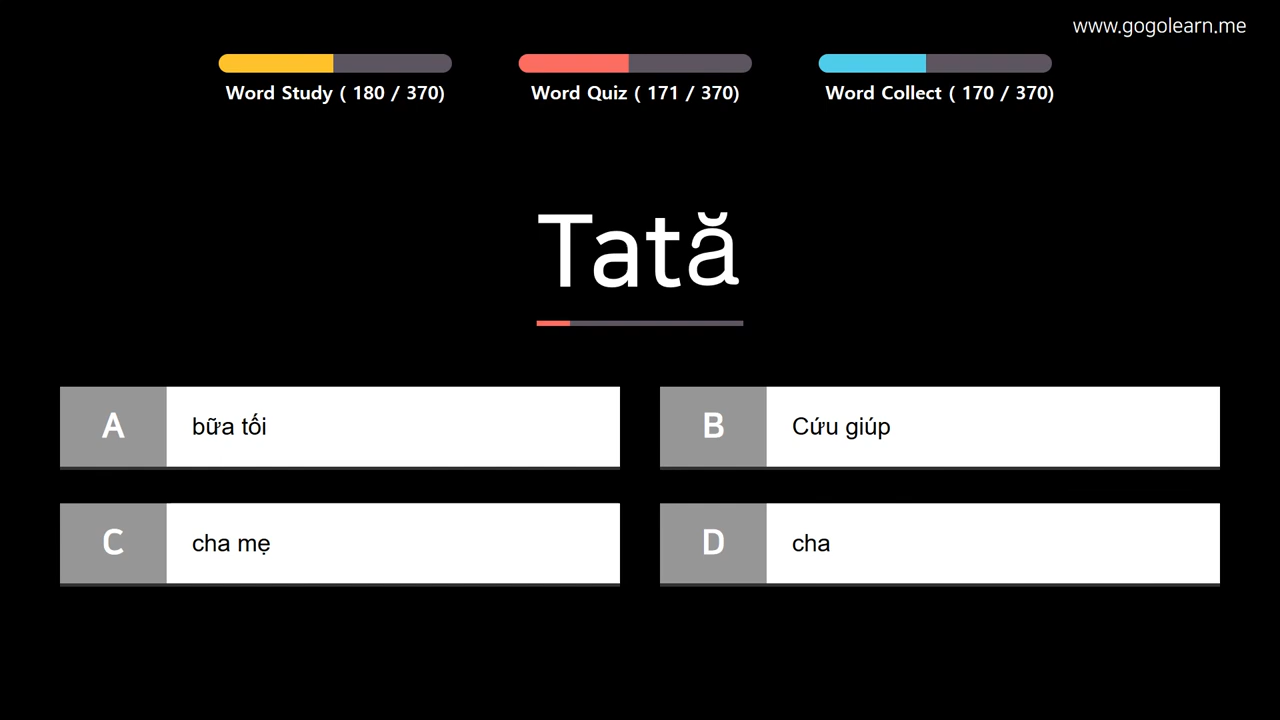 www.gogolearn.me
Word Study ( 180 / 370)
Word Quiz ( 171 / 370)
Word Collect ( 170 / 370)
Tată
A
bữa tối
B
Cứu giúp
C
cha mẹ
D
cha